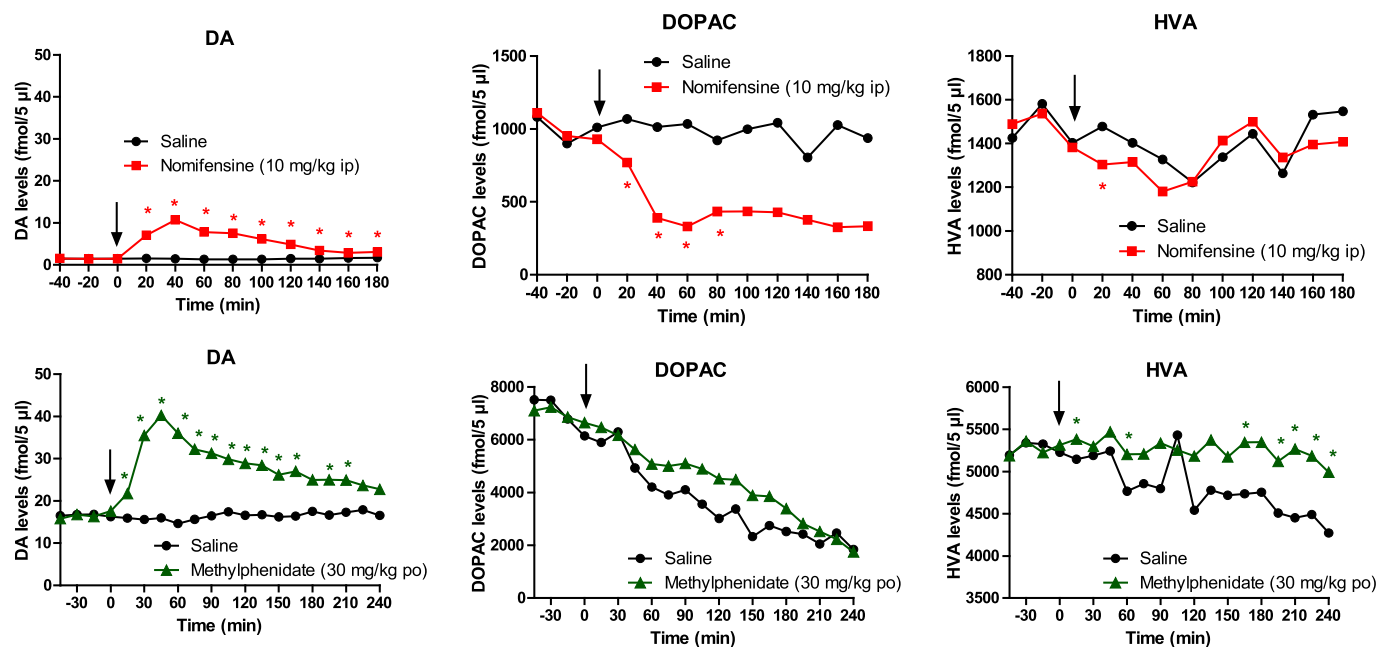 DA
DA levels (fmol/5 µl)
50
40
30
20
10
0
Saline
Nomifensine (10 mg/kg ip)
* * * * * * * * *
-40 -20 0 20 40 60 80 100 120 140 160 180
Time (min)
DOPAC
DOPAC levels (fmol/5 µl)
1500
1000
500
0
Saline
Nomifensine (10 mg/kg ip)
* * * *
-40 -20 0 20 40 60 80 100 120 140 160 180
Time (min)
HVA
HVA levels (fmol/5 µl)
1800
1600
1400
1200
1000
800
*
Saline
Nomifensine (10 mg/kg ip)
-40 -20 0 20 40 60 80 100 120 140 160 180
Time (min)
DA
DA levels (fmol/5 µl)
50
40
30
20
10
0
* * * * * * * * * * * * *
Saline
Methylphenidate (30 mg/kg po)
-30 0 30 60 90 120 150 180 210 240
Time (min)
DOPAC
DOPAC levels (fmol/5 µl)
8000
6000
4000
2000
0
Saline
Methylphenidate (30 mg/kg po)
-30 0 30 60 90 120 150 180 210 240
Time (min)
HVA
HVA levels (fmol/5 µl)
6000
5500
5000
4500
4000
3500
* * * * * * *
Saline
Methylphenidate (30 mg/kg po)
-30 0 30 60 90 120 150 180 210 240
Time (min)